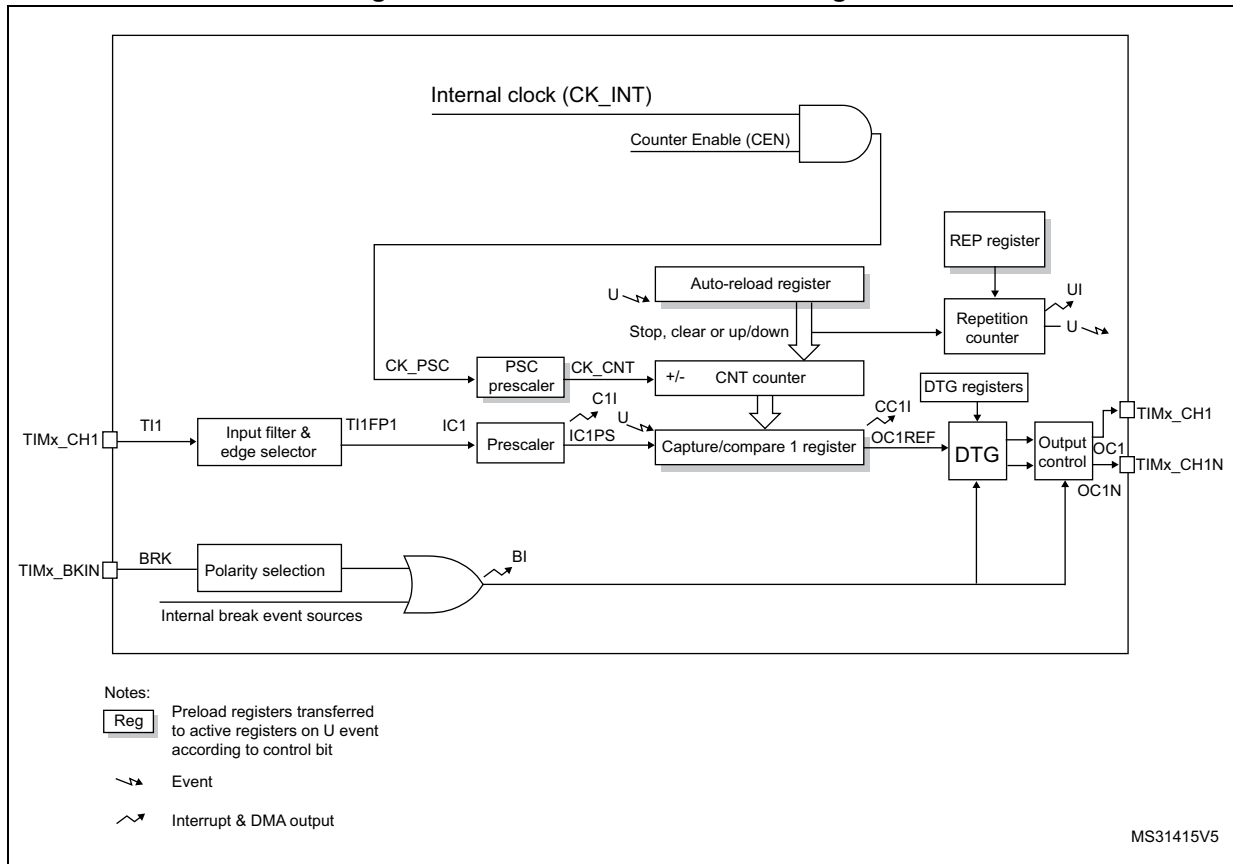 Internal clock (CK_INT)
Counter Enable (CEN)
REP register
Auto-reload register
U
UI
Stop, clear or up/down
Repetition
counter
U
CK_PSC
PSC
prescaler
CK_CNT
+/-
CNT counter
DTG registers
TIMx_CH1
TI1
Input filter &
edge selector
TI1FP1
IC1
Prescaler
C1I
IC1PS
U
Capture/compare 1 register
CC1I
OC1REF
DTG
Output
control
OC1
TIMx_CH1
TIMx_CH1N
OC1N
TIMx_BKIN
BRK
Polarity selection
BI
Internal break event sources
Notes:
Reg
Preload registers transferred
to active registers on U event
according to control bit
Event
Interrupt & DMA output
MS31415V5